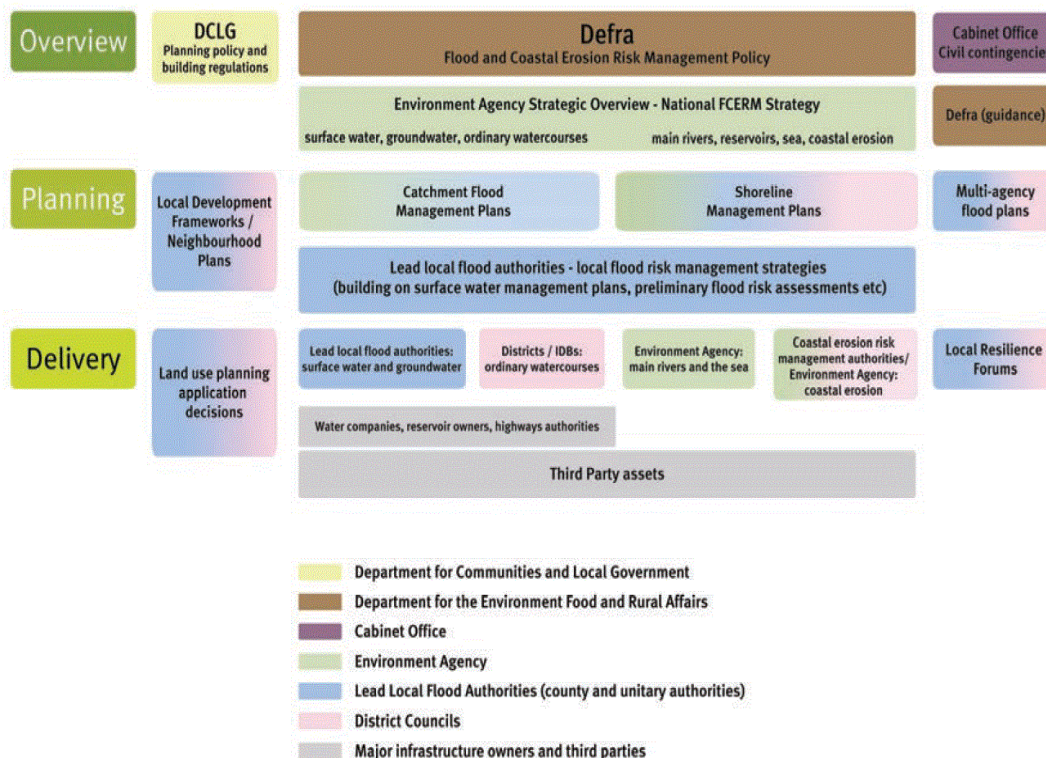 Overview
DCLG
Planning policy and
building regulations
Defra
Flood and Coastal Erosion Risk Management Policy
Cabinet Office
Civil contingencie
Environment Agency Strategic Overview - National FCERM Strategy
surface water, groundwater, ordinary watercourses
main rivers, reservoirs, sea, coastal erosion
Defra (guidance)
Planning
Local Development
Frameworks /
Neighbourhood
Plans
Catchment Flood
Management Plans
Shoreline
Management Plans
Multi-agency
flood plans
Lead local flood authorities - local flood risk management strategies
(building on surface water management plans, preliminary flood risk assessments etc)
Delivery
Land use planning
application
decisions
Lead local flood authorities:
surface water and groundwater
Districts / IDBs:
ordinary watercourses
Environment Agency:
main rivers and the sea
Coastal erosion risk
management authorities/
Environment Agency:
coastal erosion
Local Resilience
Forums
Water companies, reservoir owners, highways authorities
Third Party assets
Department for Communities and Local Government
Department for the Environment Food and Rural Affairs
Cabinet Office
Environment Agency
Lead Local Flood Authorities (county and unitary authorities)
District Councils
Major infrastructure owners and third parties